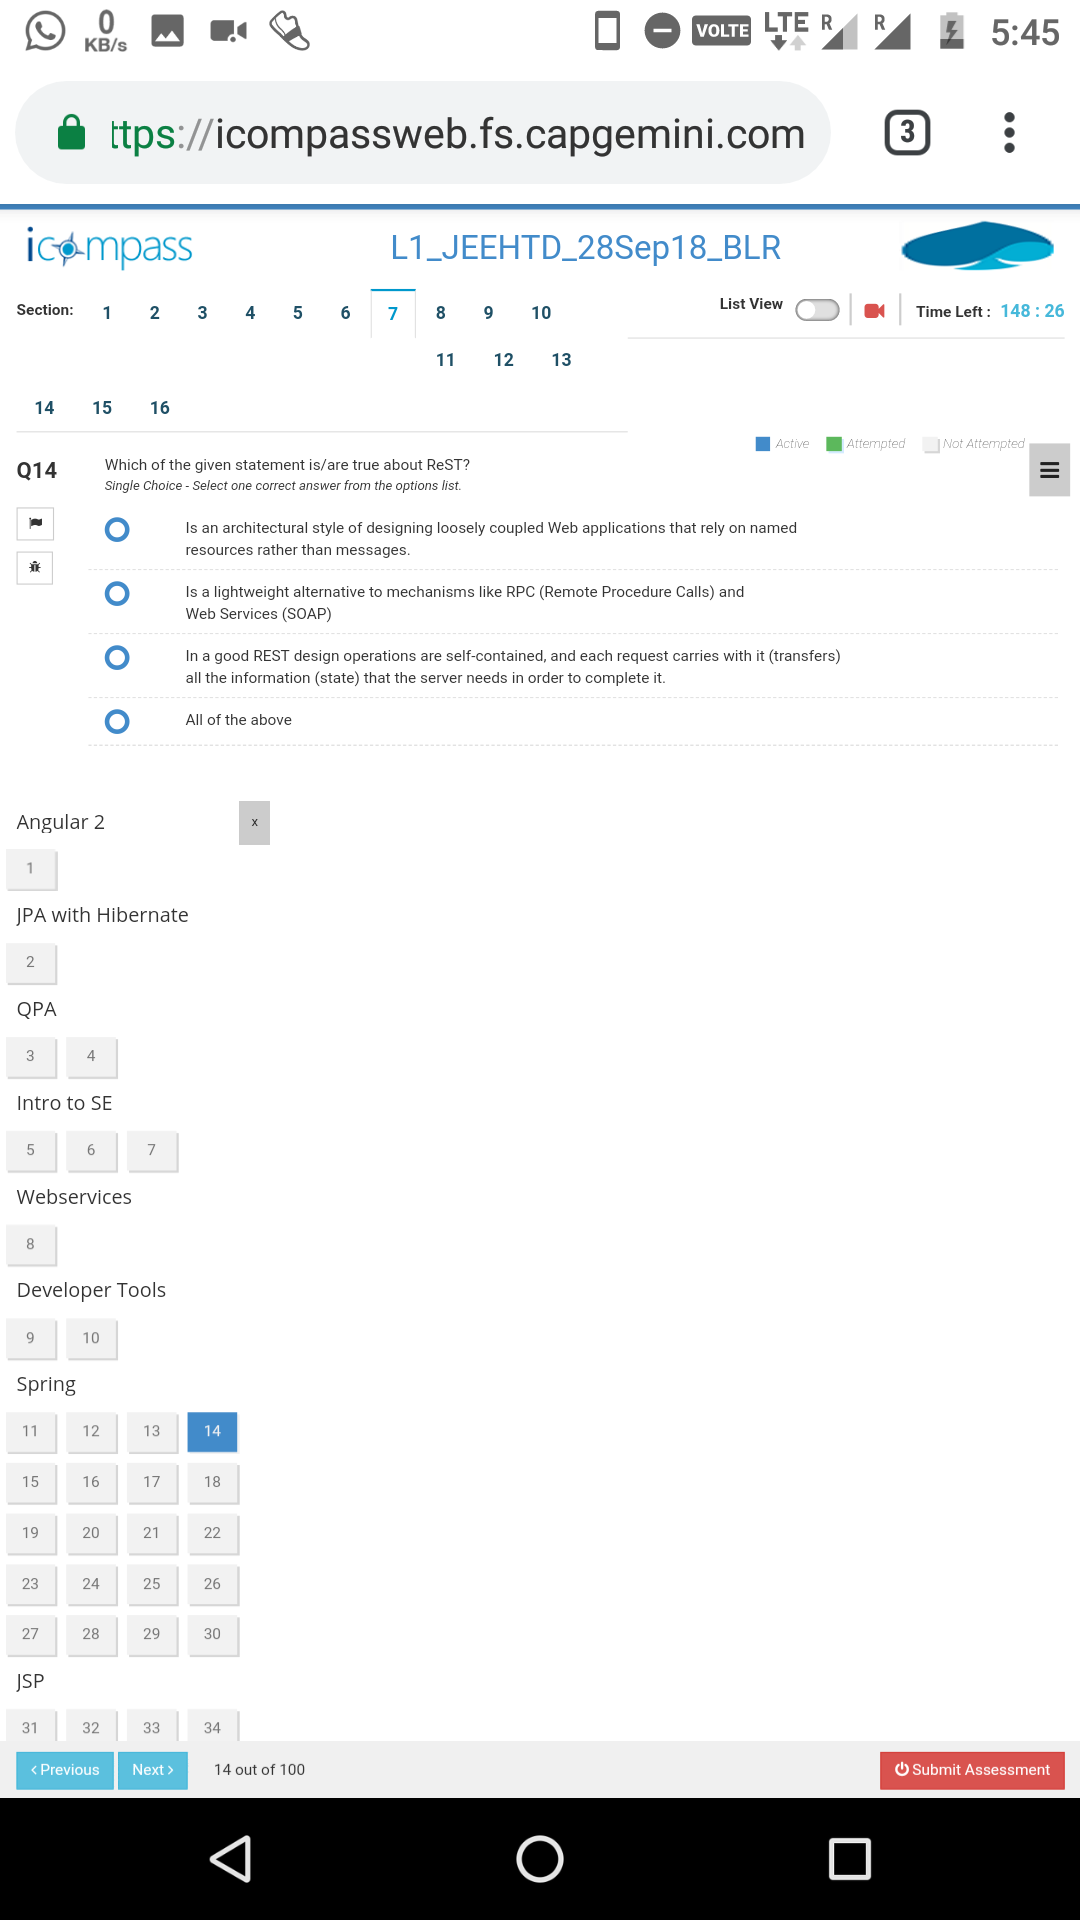 0
KB/s
VOLTE
LTE
R
R
5:45
ttps://icompassweb.fs.capgemini.com
3
icompass
L1_JEEHTD_28Sep18_BLR
Section:
1 2 3 4 5 6 7 8 9 10
11 12 13
14 15 16
List View
Time Left : 148 : 26
Active Attempted Not Attempted
Q14
Which of the given statement is/are true about ReST?
Single Choice - Select one correct answer from the options list.
Is an architectural style of designing loosely coupled Web applications that rely on named
resources rather than messages.
Is a lightweight alternative to mechanisms like RPC (Remote Procedure Calls) and
Web Services (SOAP)
In a good REST design operations are self-contained, and each request carries with it (transfers)
all the information (state) that the server needs in order to complete it.
All of the above
Angular 2
x
1
JPA with Hibernate
2
QPA
3 4
Intro to SE
5 6 7
Webservices
8
Developer Tools
9 10
Spring
11 12 13 14
15 16 17 18
19 20 21 22
23 24 25 26
27 28 29 30
JSP
31 32 33 34
‹ Previous
Next ›
14 out of 100
Submit Assessment